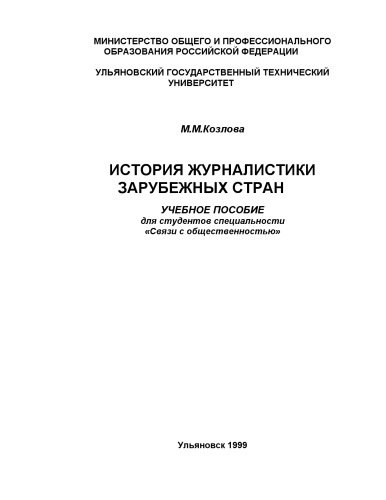 МИНИСТЕРСТВО ОБЩЕГО И ПРОФЕССИОНАЛЬНОГО
ОБРАЗОВАНИЯ РОССИЙСКОЙ ФЕДЕРАЦИИ
УЛЬЯНОВСКИЙ ГОСУДАРСТВЕННЫЙ ТЕХНИЧЕСКИЙ
УНИВЕРСИТЕТ
М.М.Козлова
ИСТОРИЯ ЖУРНАЛИСТИКИ
ЗАРУБЕЖНЫХ СТРАН
УЧЕБНОЕ ПОСОБИЕ
для студентов специальности
«Связи с общественностью»
Ульяновск 1999